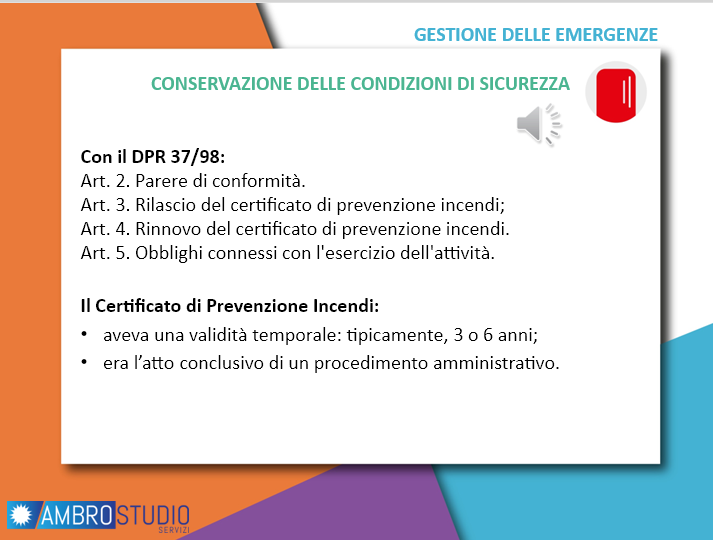 GESTIONE DELLE EMERGENZE
CONSERVAZIONE DELLE CONDIZIONI DI SICUREZZA
Con il DPR 37/98:
Art. 2. Parere di conformità.
Art. 3. Rilascio del certificato di prevenzione incendi;
Art. 4. Rinnovo del certificato di prevenzione incendi.
Art. 5. Obblighi connessi con l'esercizio dell'attività.
Il Certificato di Prevenzione Incendi:
• aveva una validità temporale: tipicamente, 3 o 6 anni;
• era l’atto conclusivo di un procedimento amministrativo.
AMBROSTUDIO
SERVIZI